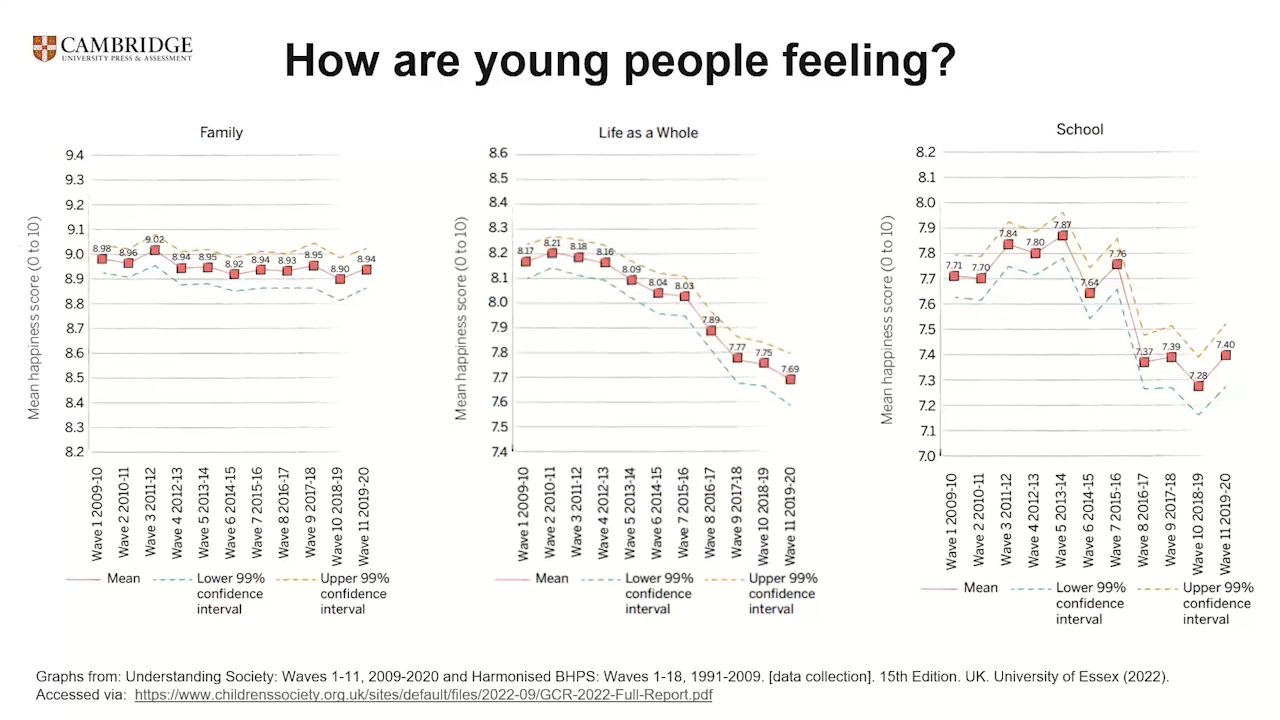 CAMBRIDGE
UNIVERSITY PRESS & ASSESSMENT
How are young people feeling?
Family
Mean happiness score (0 to 10)
9.4
9.3
9.2
9.1
9.0
8.9
8.8
8.7
8.6
8.5
8.4
8.3
8.2
8.98
8.96
9.02
8.94
8.95
8.92
8.94
8.93
8.95
8.90
8.94
Wave 1 2009-10
Wave 2 2010-11
Wave 3 2011-12
Wave 4 2012-13
Wave 5 2013-14
Wave 6 2014-15
Wave 7 2015-16
Wave 8 2016-17
Wave 9 2017-18
Wave 10 2018-19
Wave 11 2019-20
Mean
Lower 99%
confidence
interval
Upper 99%
confidence
interval
Life as a Whole
Mean happiness score (0 to 10)
8.6
8.5
8.4
8.3
8.2
8.1
8.0
7.9
7.8
7.7
7.6
7.5
7.4
8.17
8.21
8.18
8.16
8.09
8.04
8.03
7.89
7.77
7.75
7.69
Wave 1 2009-10
Wave 2 2010-11
Wave 3 2011-12
Wave 4 2012-13
Wave 5 2013-14
Wave 6 2014-15
Wave 7 2015-16
Wave 8 2016-17
Wave 9 2017-18
Wave 10 2018-19
Wave 11 2019-20
Mean
Lower 99%
confidence
interval
Upper 99%
confidence
interval
School
Mean happiness score (0 to 10)
8.2
8.1
8.0
7.9
7.8
7.7
7.6
7.5
7.4
7.3
7.2
7.1
7.0
7.71
7.70
7.84
7.80
7.87
7.64
7.76
7.37
7.39
7.28
7.40
Wave 1 2009-10
Wave 2 2010-11
Wave 3 2011-12
Wave 4 2012-13
Wave 5 2013-14
Wave 6 2014-15
Wave 7 2015-16
Wave 8 2016-17
Wave 9 2017-18
Wave 10 2018-19
Wave 11 2019-20
Mean
Lower 99%
confidence
interval
Upper 99%
confidence
interval
Graphs from: Understanding Society: Waves 1-11, 2009-2020 and Harmonised BHPS: Waves 1-18, 1991-2009. [data collection]. 15th Edition. UK. University of Essex (2022).
Accessed via: https://www.childrenssociety.org.uk/sites/default/files/2022-09/GCR-2022-Full-Report.pdf